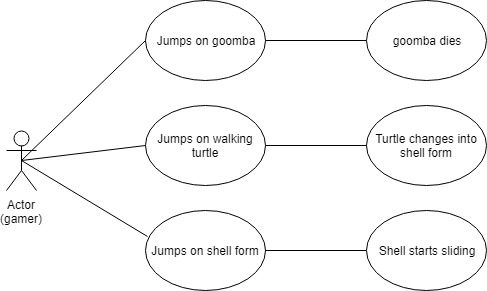 Jumps on goomba
goomba dies
Jumps on walking
turtle
Turtle changes into
shell form
Actor
(gamer)
Jumps on shell form
Shell starts sliding